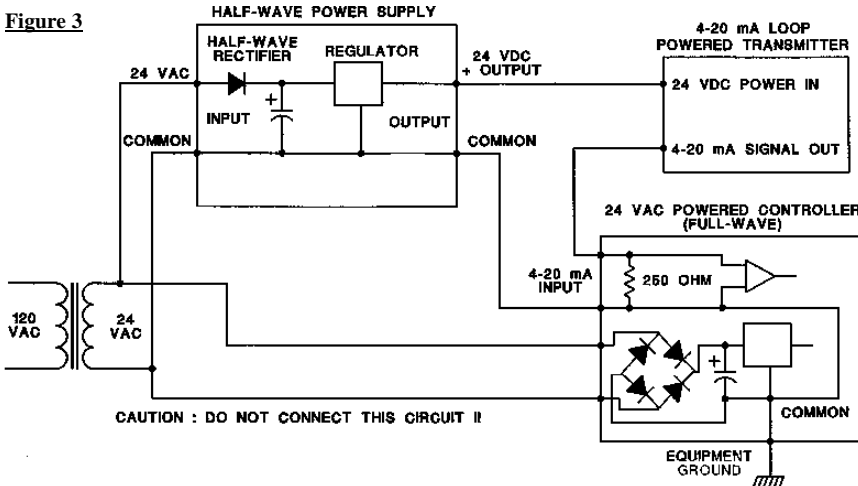 Figure 3
HALF-WAVE POWER SUPPLY
HALF-WAVE
RECTIFIER
REGULATOR
24 VAC
24 VDC
+ OUTPUT
4-20 mA LOOP
POWERED TRANSMITTER
24 VDC POWER IN
+
INPUT
OUTPUT
COMMON
COMMON
4-20 mA SIGNAL OUT
24 VAC POWERED CONTROLLER
(FULL-WAVE)
4-20 mA
INPUT
250 OHM
120
VAC
24
VAC
+
COMMON
CAUTION : DO NOT CONNECT THIS CIRCUIT !!
EQUIPMENT
GROUND